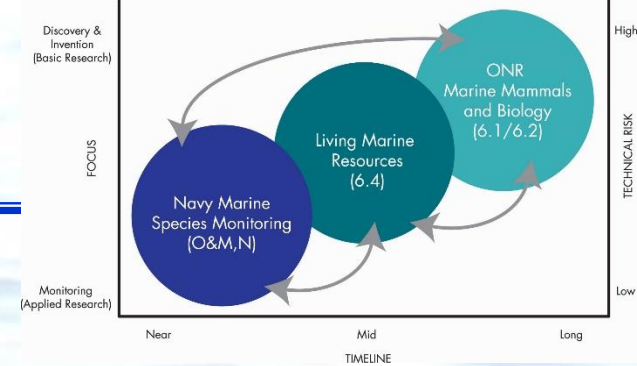 Discovery &
Invention
(Basic Research)
High
ONR
Marine Mammals
and Biology
(6.1/6.2)
Living Marine
Resources
(6.4)
FOCUS
TECHNICAL RISK
Navy Marine
Species Monitoring
(O&M,N)
Monitoring
(Applied Research)
Low
Near
Mid
Long
TIMELINE